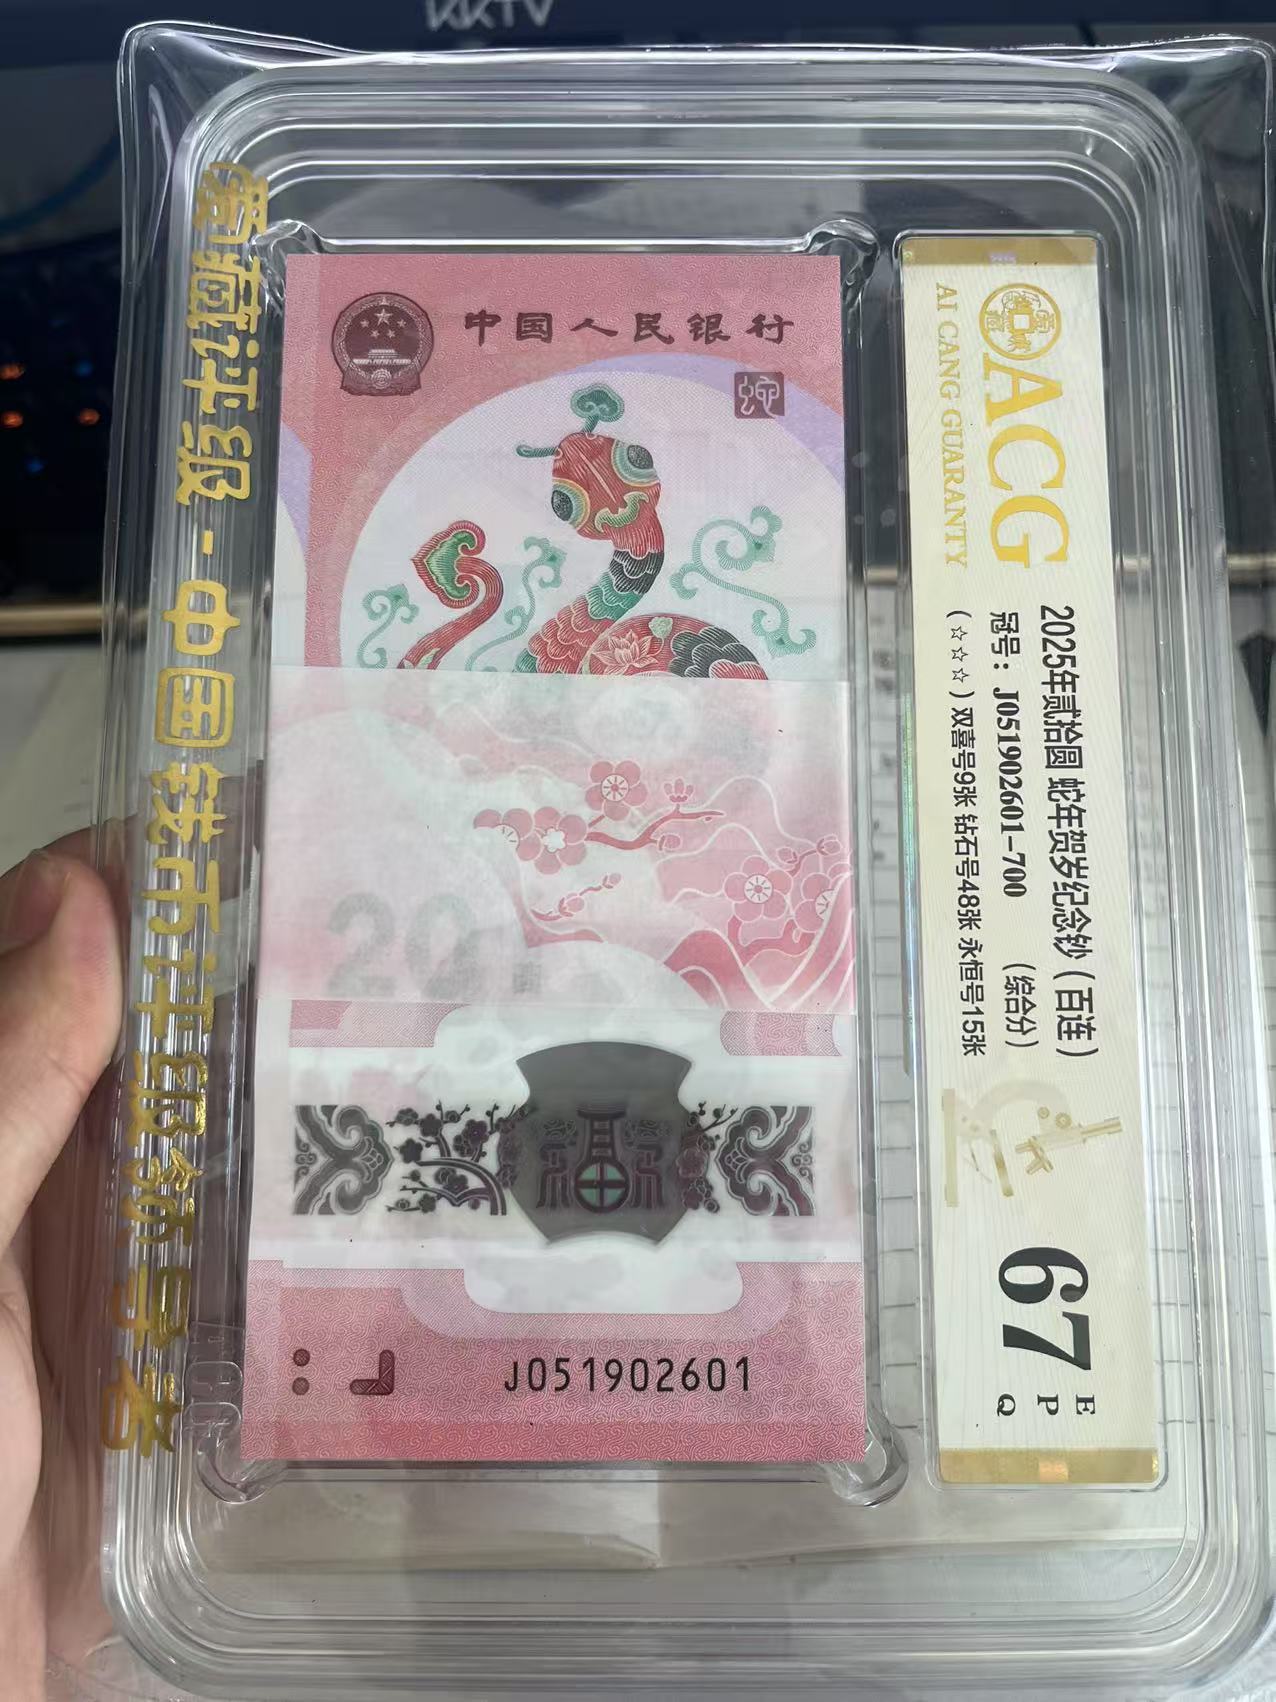 KKTV
爱藏评级-中国钱币评级领导者
中国人民银行
蛇
20
福
J051902601
ACG
AI CANG GUARANTY
2025年贰拾圆 蛇年贺岁纪念钞(百连)
冠号:J051902601-700 (综合分)
(☆☆☆)双喜号9张 钻石号48张 永恒号15张
67
E
P
Q